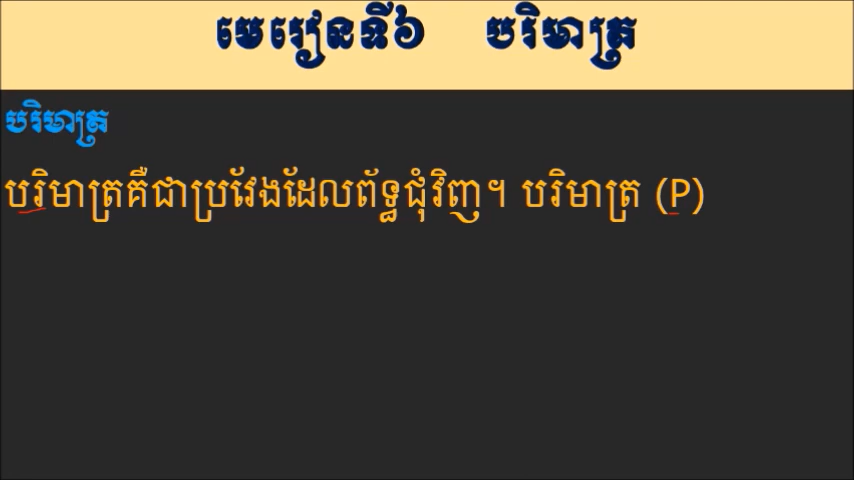 មេរៀនទី៦ បរិមាត្រ
បរិមាត្រ
បរិមាត្រគឺជាប្រវែងដែលព័ទ្ធជុំវិញ។ បរិមាត្រ (P)